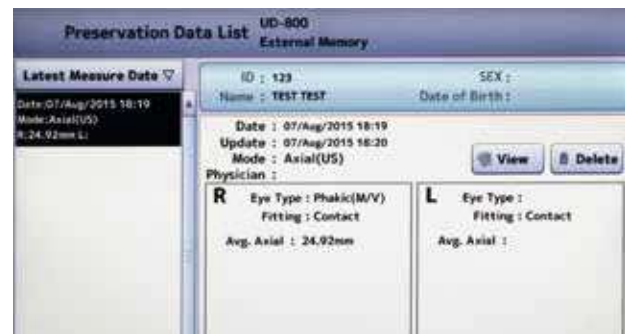 Preservation Data List
UD-800
External Memory
Latest Measure Date ▽
Date:07/Aug/2015 18:19
Mode:Axial(US)
R:24.92mm L:
ID : 123
SEX :
Name : TEST TEST
Date of Birth :
Date : 07/Aug/2015 18:19
Update : 07/Aug/2015 18:20
Mode : Axial(US)
Physician :
View
Delete
R Eye Type : Phakic(M/V)
Fitting : Contact
Avg. Axial : 24.92mm
L Eye Type :
Fitting : Contact
Avg. Axial :